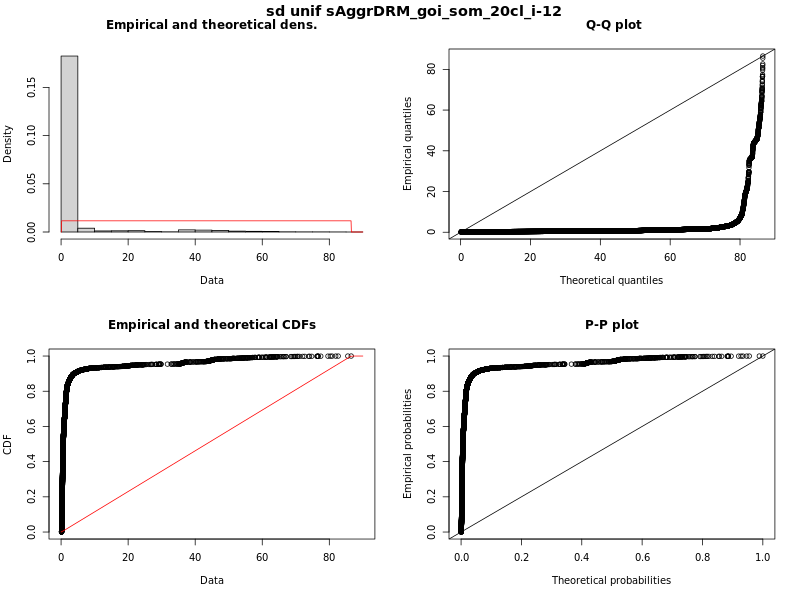 sd unif sAggrDRM_goi_som_20cl_i-12
Empirical and theoretical dens.
Density
0.00 0.05 0.10 0.15
0 20 40 60 80
Data
Q-Q plot
Empirical quantiles
0 20 40 60 80
0 20 40 60 80
Theoretical quantiles
Empirical and theoretical CDFs
CDF
0.0 0.2 0.4 0.6 0.8 1.0
0 20 40 60 80
Data
P-P plot
Empirical probabilities
0.0 0.2 0.4 0.6 0.8 1.0
0.0 0.2 0.4 0.6 0.8 1.0
Theoretical probabilities